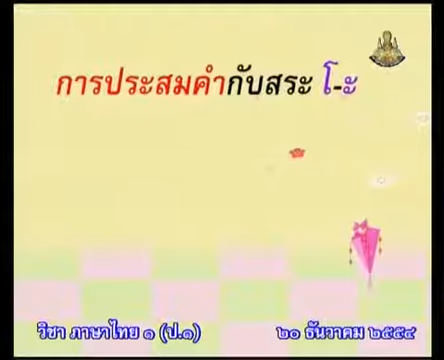 การประสมคำกับสระ โ-ะ
วิชา ภาษาไทย ๑ (ป.๑)
๒๐ ธันวาคม ๒๕๕๔